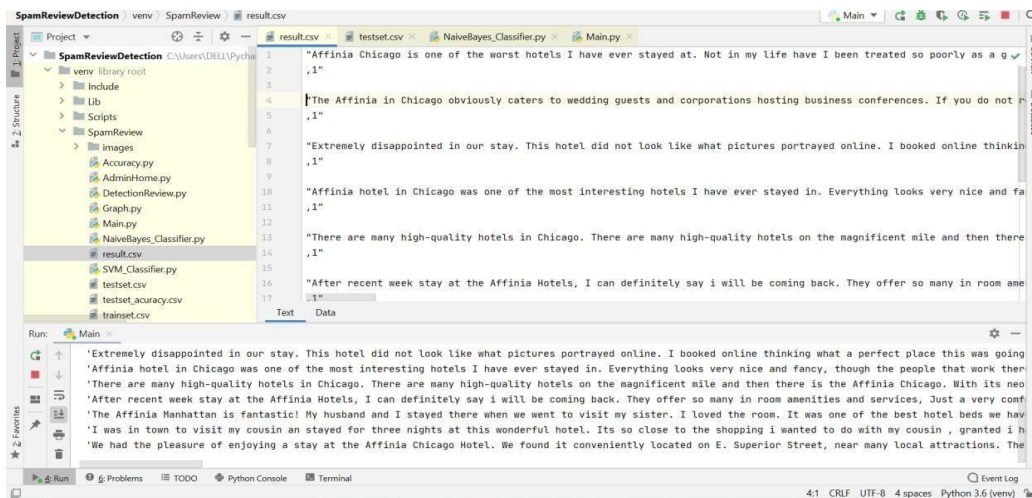 SpamReviewDetection 〉 venv 〉 SpamReview 〉 result.csv
Main
1: Project
Project
result.csv
testset.csv
NaiveBayes_Classifier.py
Main.py
SpamReviewDetection C:\Users\DELL\Pycha
venv library root
Include
Lib
Scripts
SpamReview
images
Accuracy.py
AdminHome.py
DetectionReview.py
Graph.py
Main.py
NaiveBayes_Classifier.py
result.csv
SVM_Classifier.py
testset.csv
testset_acuracy.csv
trainset.csv
Z: Structure
1 "Affinia Chicago is one of the worst hotels I have ever stayed at. Not in my life have I been treated so poorly as a g
2 ,1"
3
4 "The Affinia in Chicago obviously caters to wedding guests and corporations hosting business conferences. If you do not r
5 ,1"
6
7 "Extremely disappointed in our stay. This hotel did not look like what pictures portrayed online. I booked online thinkin
8 ,1"
9
10 "Affinia hotel in Chicago was one of the most interesting hotels I have ever stayed in. Everything looks very nice and fa
11 ,1"
12
13 "There are many high-quality hotels in Chicago. There are many high-quality hotels on the magnificent mile and then there
14 ,1"
15
16 "After recent week stay at the Affinia Hotels, I can definitely say i will be coming back. They offer so many in room ame
17 ,1"
Text Data
Run: Main
'Extremely disappointed in our stay. This hotel did not look like what pictures portrayed online. I booked online thinking what a perfect place this was going
'Affinia hotel in Chicago was one of the most interesting hotels I have ever stayed in. Everything looks very nice and fancy, though the people that work ther
'There are many high-quality hotels in Chicago. There are many high-quality hotels on the magnificent mile and then there is the Affinia Chicago. With its neo
'After recent week stay at the Affinia Hotels, I can definitely say i will be coming back. They offer so many in room amenities and services, Just a very comf
'The Affinia Manhattan is fantastic! My husband and I stayed there when we went to visit my sister. I loved the room. It was one of the best hotel beds we hav
'I was in town to visit my cousin an stayed for three nights at this wonderful hotel. Its so close to the shopping i wanted to do with my cousin , granted i h
'We had the pleasure of enjoying a stay at the Affinia Chicago Hotel. We found it conveniently located on E. Superior Street, near many local attractions. The
2: Favorites
4: Run 6: Problems TODO Python Console Terminal Event Log
4:1 CRLF UTF-8 4 spaces Python 3.6 (venv)